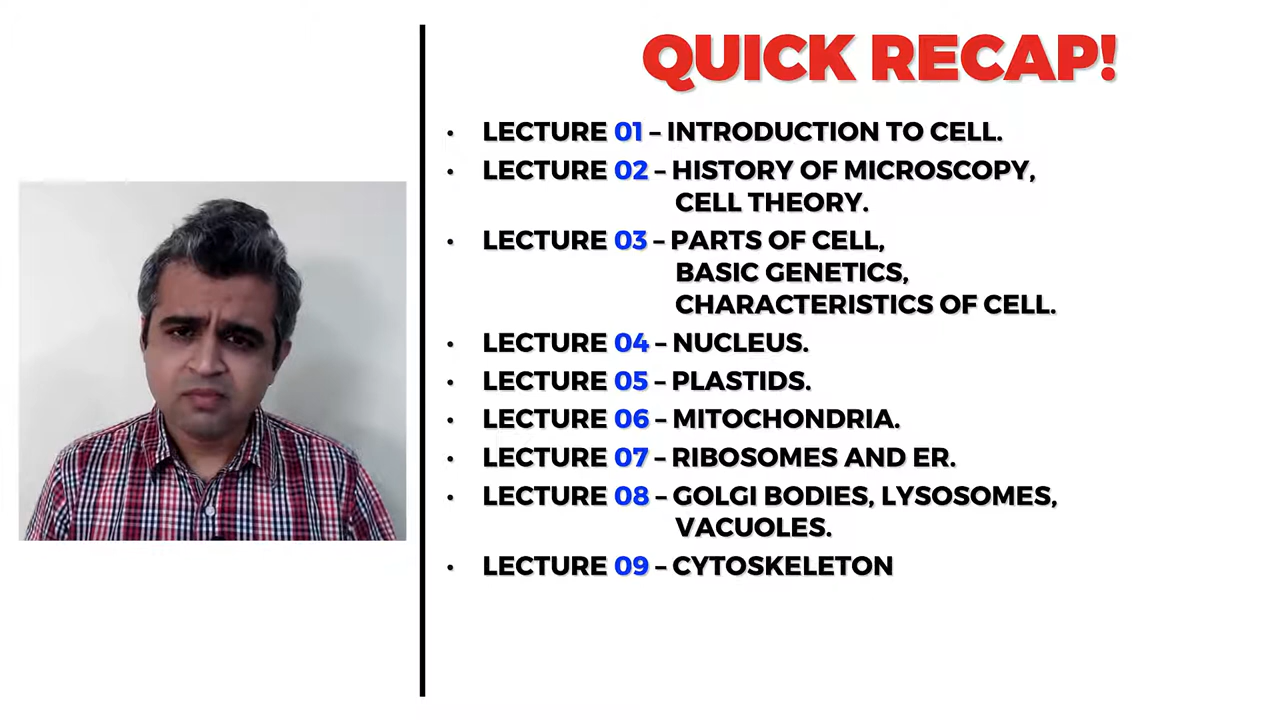 QUICK RECAP!
• LECTURE 01 – INTRODUCTION TO CELL.
• LECTURE 02 – HISTORY OF MICROSCOPY,
CELL THEORY.
• LECTURE 03 – PARTS OF CELL,
BASIC GENETICS,
CHARACTERISTICS OF CELL.
• LECTURE 04 – NUCLEUS.
• LECTURE 05 – PLASTIDS.
• LECTURE 06 – MITOCHONDRIA.
• LECTURE 07 – RIBOSOMES AND ER.
• LECTURE 08 – GOLGI BODIES, LYSOSOMES,
VACUOLES.
• LECTURE 09 – CYTOSKELETON